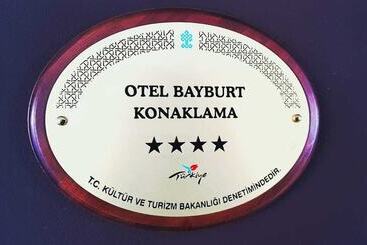 OTEL BAYBURT
KONAKLAMA
★★★★
Türkiye
T.C. KÜLTÜR VE TURİZM BAKANLIĞI DENETİMİNDEDİR.